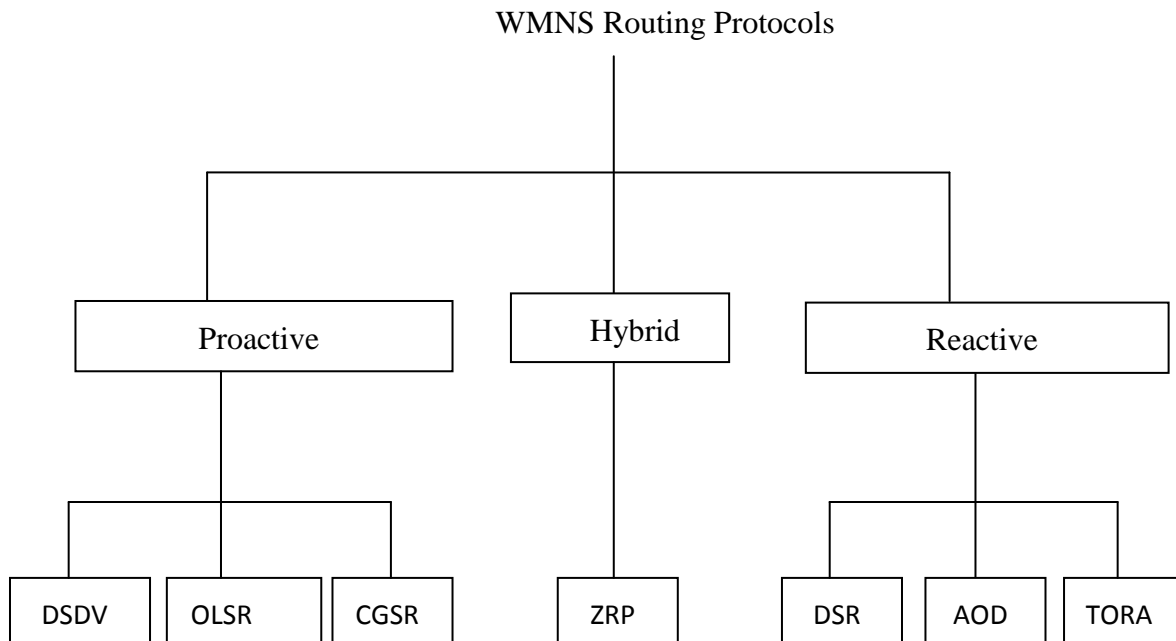 WMNS Routing Protocols
Proactive
Hybrid
Reactive
DSDV
OLSR
CGSR
ZRP
DSR
AOD
TORA